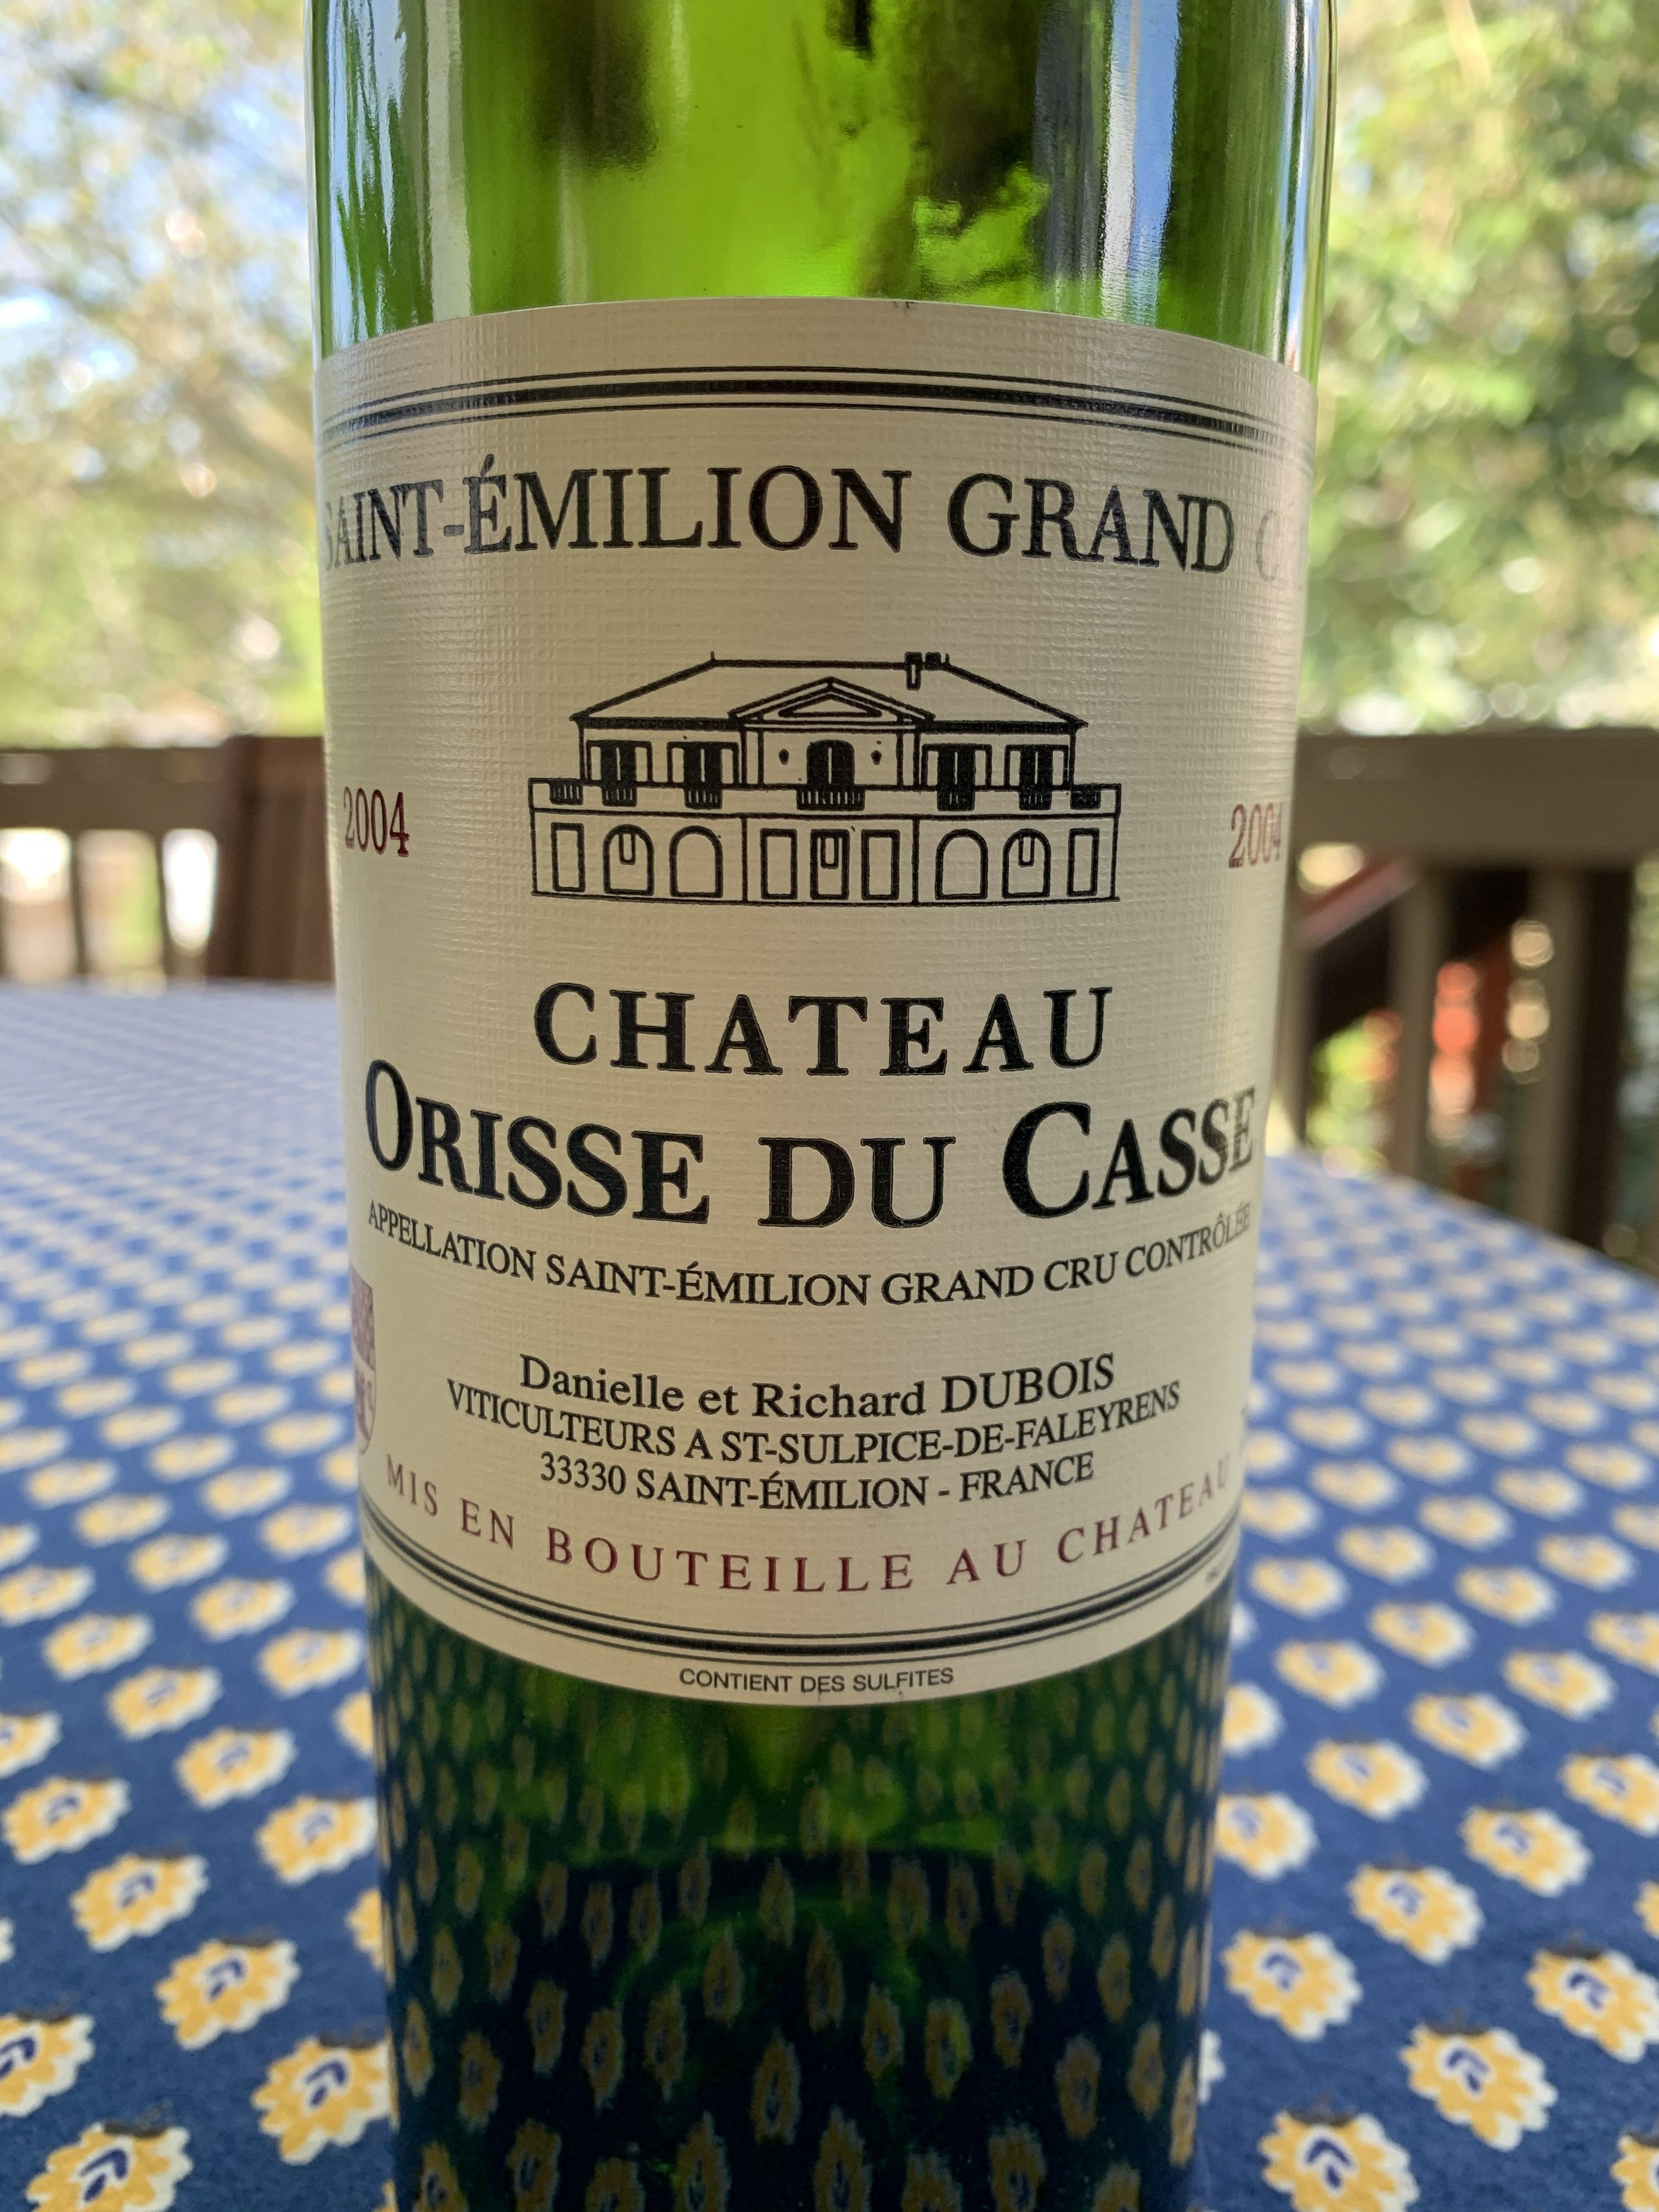 SAINT-ÉMILION GRAND
2004
2004
CHATEAU
ORISSE DU CASSE
APPELLATION SAINT-ÉMILION GRAND CRU CONTRÔLÉE
Danielle et Richard DUBOIS
VITICULTEURS A ST-SULPICE-DE-FALEYRENS
33330 SAINT-ÉMILION - FRANCE
MIS EN BOUTEILLE AU CHATEAU
CONTIENT DES SULFITES